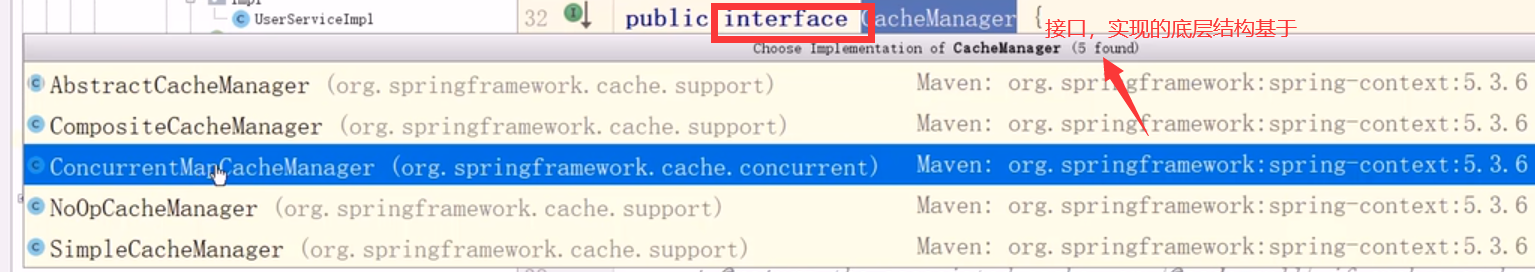 impl
UserServiceImpl
32 public interface CacheManager {
接口，实现的底层结构基于
Choose Implementation of CacheManager (5 found)
AbstractCacheManager (org.springframework.cache.support) Maven: org.springframework:spring-context:5.3.6
CompositeCacheManager (org.springframework.cache.support) Maven: org.springframework:spring-context:5.3.6
ConcurrentMapCacheManager (org.springframework.cache.concurrent) Maven: org.springframework:spring-context:5.3.6
NoOpCacheManager (org.springframework.cache.support) Maven: org.springframework:spring-context:5.3.6
SimpleCacheManager (org.springframework.cache.support) Maven: org.springframework:spring-context:5.3.6